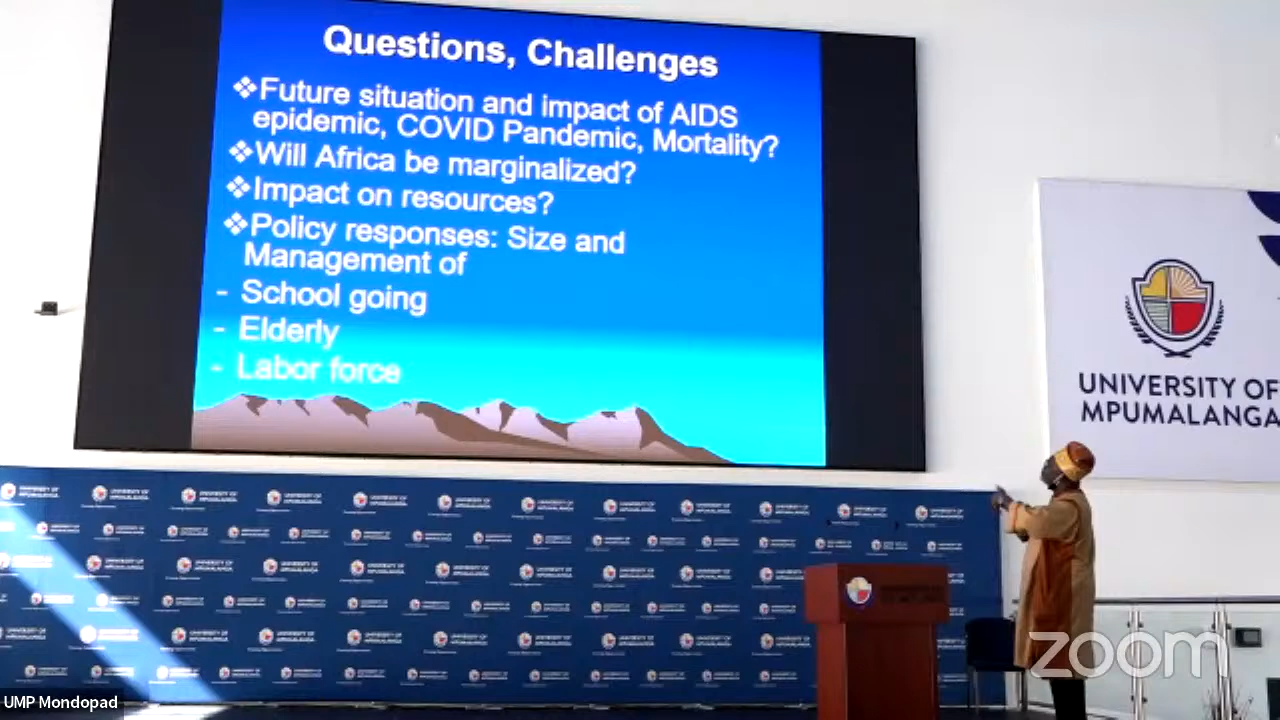 Questions, Challenges
❖Future situation and impact of AIDS
epidemic, COVID Pandemic, Mortality?
❖Will Africa be marginalized?
❖Impact on resources?
❖Policy responses: Size and
Management of
- School going
- Elderly
- Labor force
UNIVERSITY OF
MPUMALANGA
zoom
UMP Mondopad